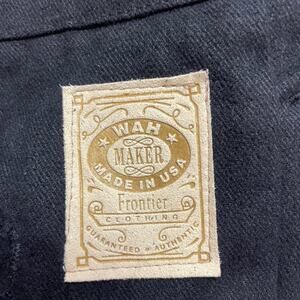 WAH
MAKER
MADE IN USA
Frontier
CLOTHING
GUARANTEED AUTHENTIC